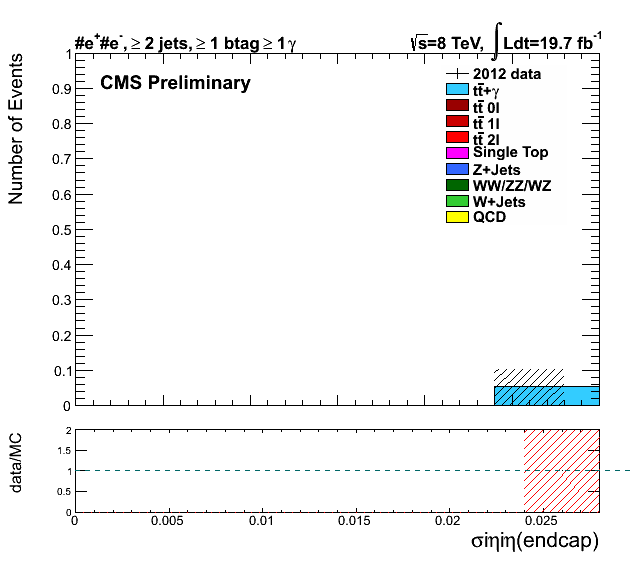 #e⁺#e⁻, ≥ 2 jets, ≥ 1 btag ≥ 1 γ
√s=8 TeV, ∫ Ldt=19.7 fb⁻¹
CMS Preliminary
2012 data
tt̄+γ
tt̄ 0l
tt̄ 1l
tt̄ 2l
Single Top
Z+Jets
WW/ZZ/WZ
W+Jets
QCD
Number of Events
1
0.9
0.8
0.7
0.6
0.5
0.4
0.3
0.2
0.1
0
data/MC
2
1.5
1
0.5
0
0 0.005 0.01 0.015 0.02 0.025
σiηiη(endcap)